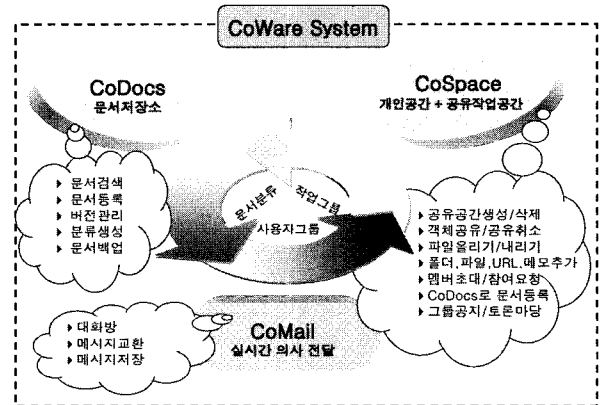 CoWare System
CoDocs
문서저장소
CoSpace
개인공간 + 공유작업공간
▶ 문서검색
▶ 문서등록
▶ 버전관리
▶ 분류생성
▶ 문서백업
문서분류
작업그룹
사용자그룹
▶ 공유공간생성/삭제
▶ 객체공유/공유취소
▶ 파일올리기/내리기
▶ 폴더,파일,URL,메모추가
▶ 멤버초대/참여요청
▶ CoDocs로 문서등록
▶ 그룹공지/토론마당
▶ 대화방
▶ 메시지교환
▶ 메시지저장
CoMail
실시간 의사 전달